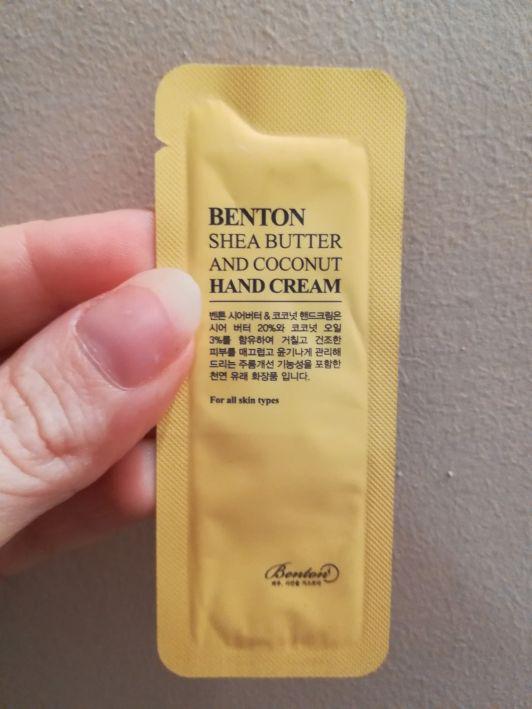 BENTON
SHEA BUTTER
AND COCONUT
HAND CREAM
벤튼 시어버터 & 코코넛 핸드크림은
시어 버터 20%와 코코넛 오일
3%를 함유하여 거칠고 건조한
피부를 매끄럽고 윤기나게 관리해
드리는 주름개선 기능성을 포함한
천연 유래 화장품 입니다.
For all skin types
Benton